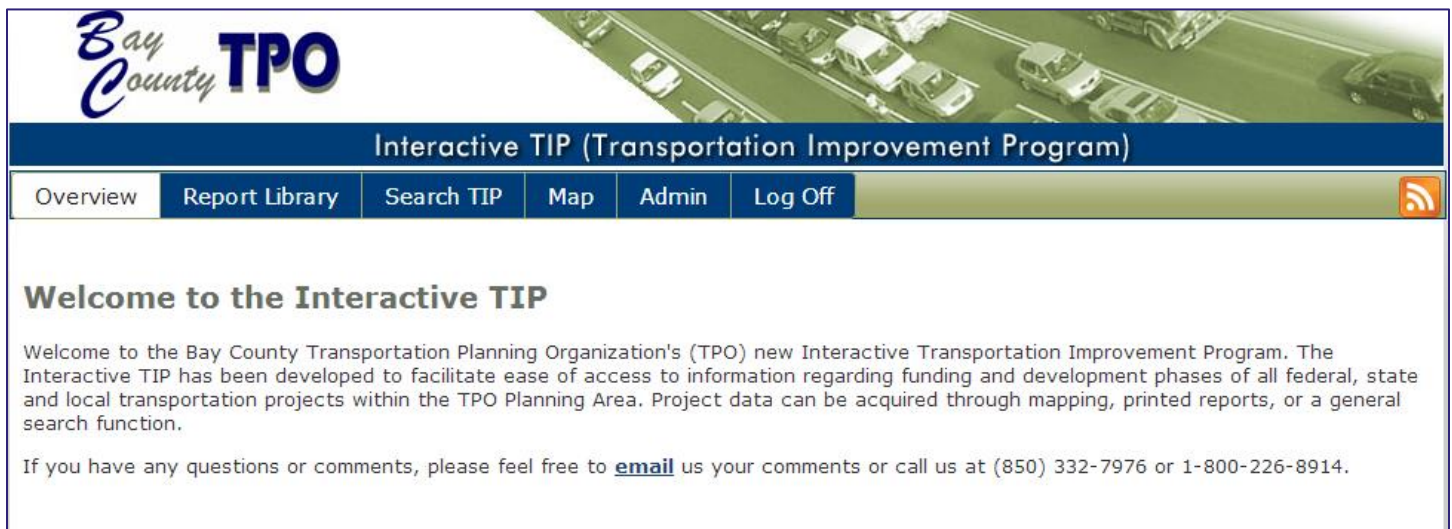 Bay
County TPO
Interactive TIP (Transportation Improvement Program)
Overview Report Library Search TIP Map Admin Log Off
Welcome to the Interactive TIP
Welcome to the Bay County Transportation Planning Organization's (TPO) new Interactive Transportation Improvement Program. The
Interactive TIP has been developed to facilitate ease of access to information regarding funding and development phases of all federal, state
and local transportation projects within the TPO Planning Area. Project data can be acquired through mapping, printed reports, or a general
search function.
If you have any questions or comments, please feel free to email us your comments or call us at (850) 332-7976 or 1-800-226-8914.